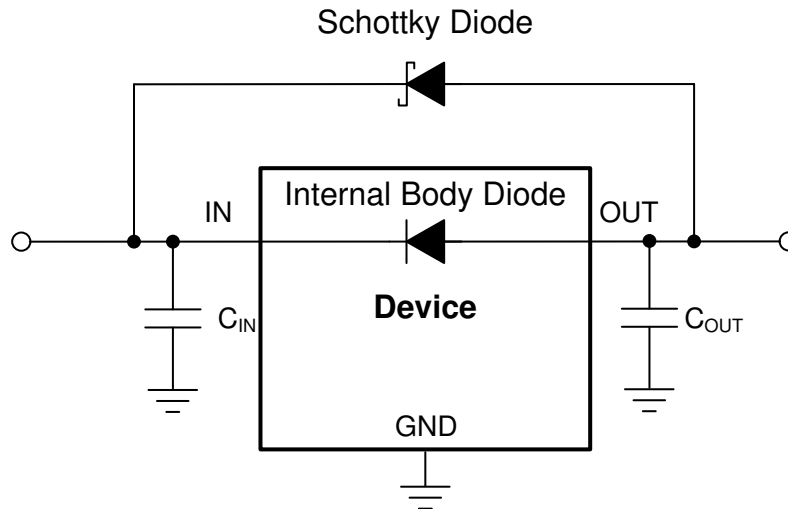 Schottky Diode
Internal Body Diode
IN
OUT
Device
CIN
COUT
GND